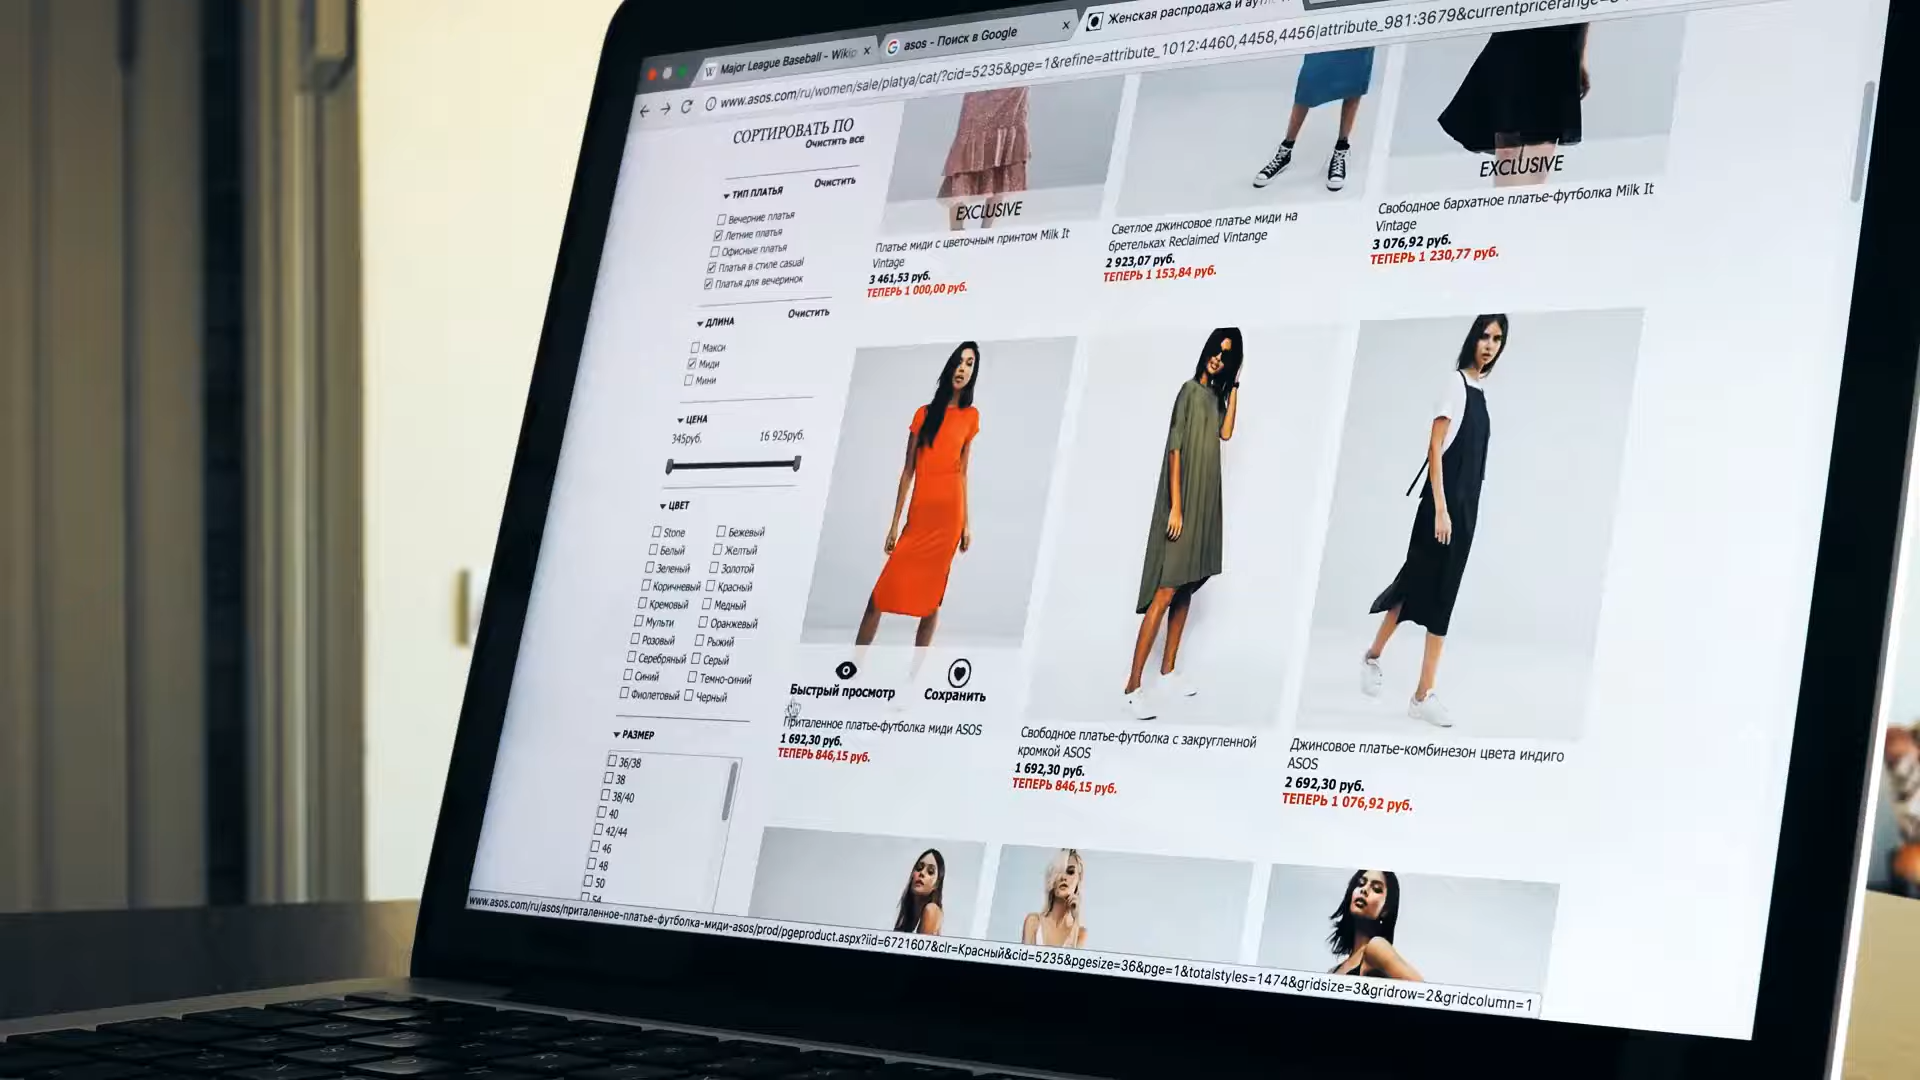 Major League Baseball - Wikip
asos - Поиск в Google
Женская распродажа и аутл
www.asos.com/ru/women/sale/platya/cat/?cid=5235&pge=1&refine=attribute_1012:4460,4458,4456|attribute_981:3679&currentpricerange=
СОРТИРОВАТЬ ПО
Очистить все
ТИП ПЛАТЬЯ
Очистить
Вечерние платья
Летние платья
Офисные платья
Платья в стиле casual
Платья для вечеринок
ДЛИНА
Очистить
Макси
Миди
Мини
ЦЕНА
345руб.
16 925руб.
ЦВЕТ
Stone
Бежевый
Белый
Желтый
Зеленый
Золотой
Коричневый
Красный
Кремовый
Медный
Мульти
Оранжевый
Розовый
Рыжий
Серебряный
Серый
Синий
Темно-синий
Фиолетовый
Черный
РАЗМЕР
36/38
38
38/40
40
42/44
46
48
50
54
EXCLUSIVE
Платье миди с цветочным принтом Milk It
Vintage
3 461,53 руб.
ТЕПЕРЬ 1 000,00 руб.
Светлое джинсовое платье миди на
бретельках Reclaimed Vintange
2 923,07 руб.
ТЕПЕРЬ 1 153,84 руб.
EXCLUSIVE
Свободное бархатное платье-футболка Milk It
Vintage
3 076,92 руб.
ТЕПЕРЬ 1 230,77 руб.
Быстрый просмотр
Сохранить
Приталенное платье-футболка миди ASOS
1 692,30 руб.
ТЕПЕРЬ 846,15 руб.
Свободное платье-футболка с закругленной
кромкой ASOS
1 692,30 руб.
ТЕПЕРЬ 846,15 руб.
Джинсовое платье-комбинезон цвета индиго
ASOS
2 692,30 руб.
ТЕПЕРЬ 1 076,92 руб.
www.asos.com/ru/asos/приталенное-платье-футболка-миди-asos/prod/pgeproduct.aspx?iid=6721607&clr=Красный&cid=5235&pgesize=36&pge=1&totalstyles=1474&gridsize=3&gridrow=2&gridcolumn=1